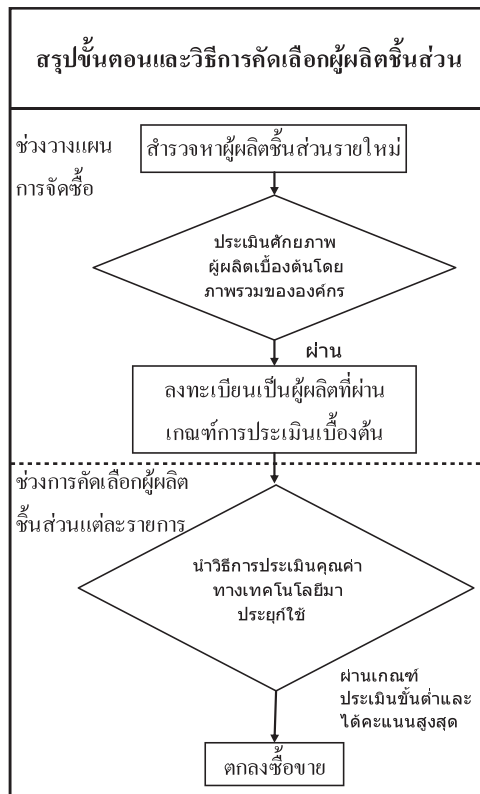 สรุปขั้นตอนและวิธีการคัดเลือกผู้ผลิตชิ้นส่วน
ช่วงวางแผน
การจัดซื้อ
สำรวจหาผู้ผลิตชิ้นส่วนรายใหม่
ประเมินศักยภาพ
ผู้ผลิตเบื้องต้นโดย
ภาพรวมขององค์กร
ผ่าน
ลงทะเบียนเป็นผู้ผลิตที่ผ่าน
เกณฑ์การประเมินเบื้องต้น
ช่วงการคัดเลือกผู้ผลิต
ชิ้นส่วนแต่ละรายการ
นำวิธีการประเมินคุณค่า
ทางเทคโนโลยีมา
ประยุกต์ใช้
ผ่านเกณฑ์
ประเมินขั้นต่ำและ
ได้คะแนนสูงสุด
ตกลงซื้อขาย